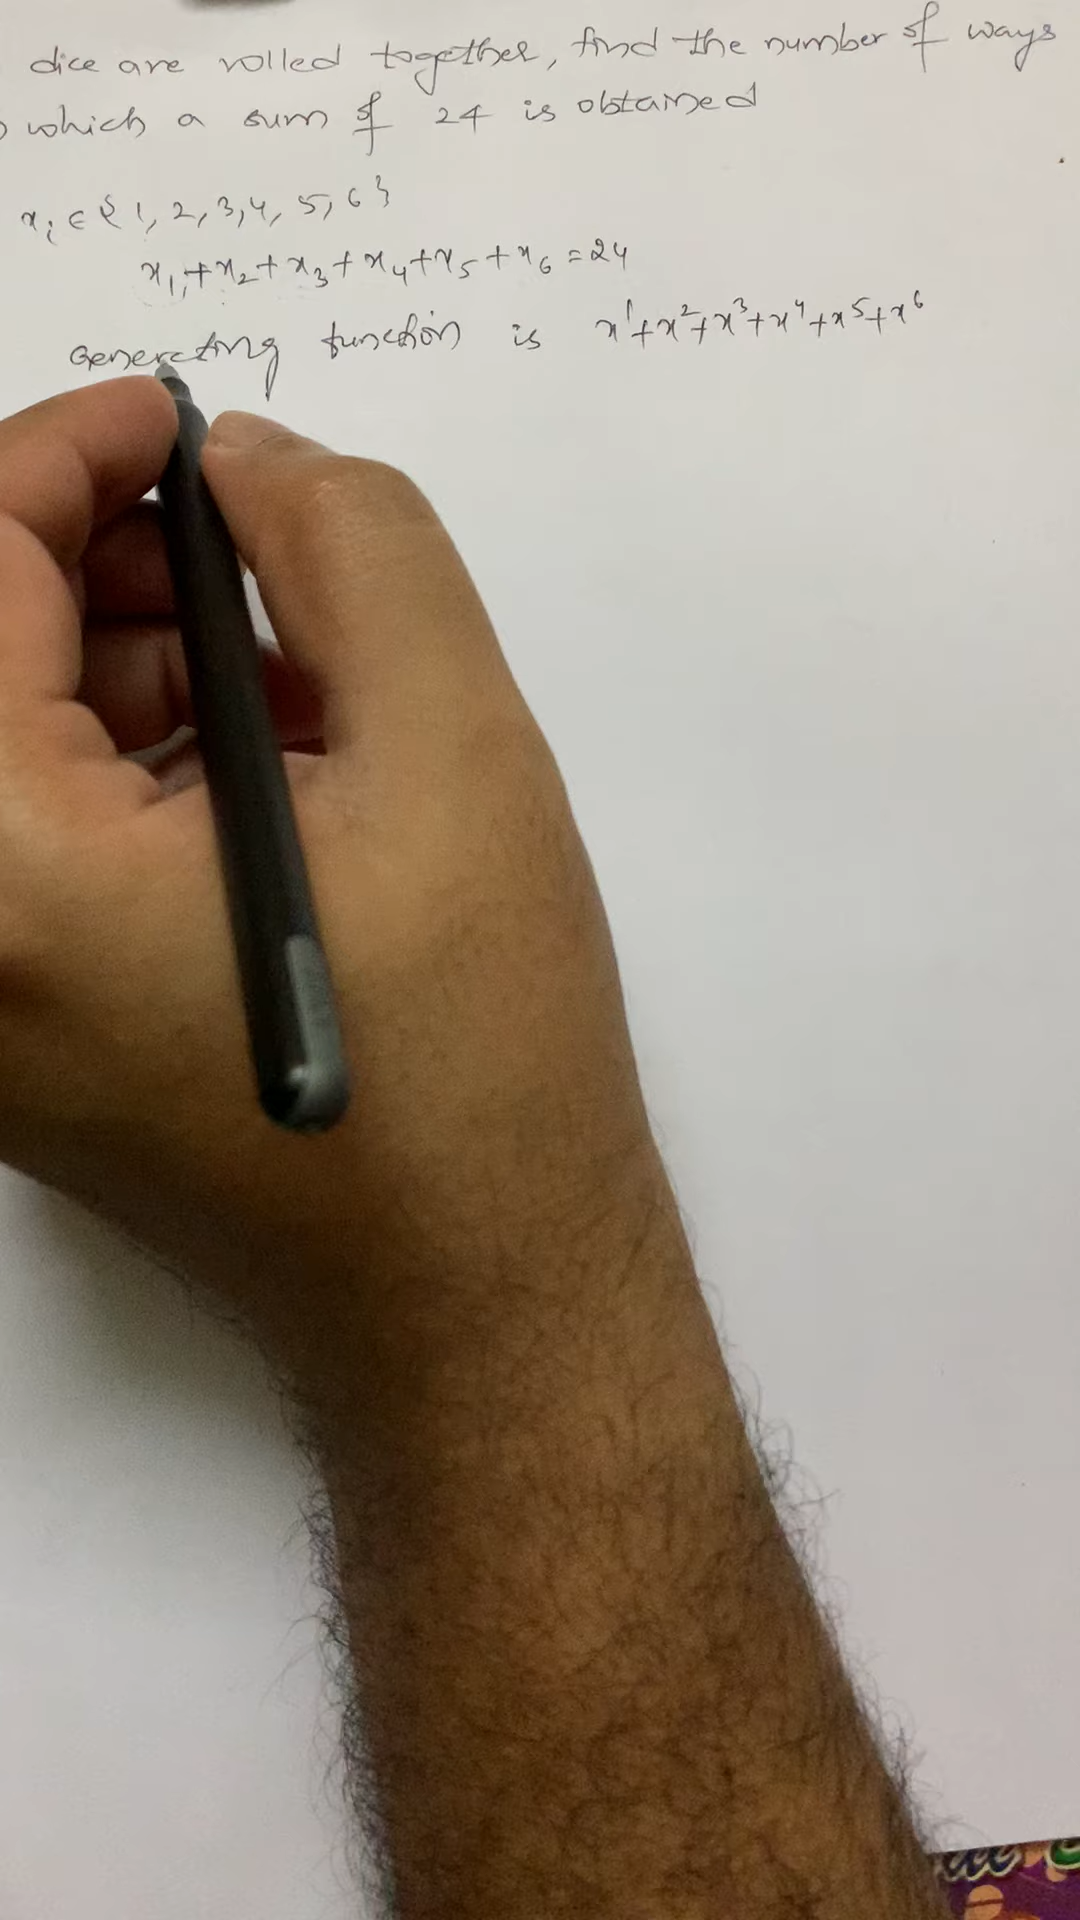 dice are rolled together, find the number of ways
which a sum of 24 is obtained
xᵢ ∈ {1, 2, 3, 4, 5, 6}
x₁ + x₂ + x₃ + x₄ + x₅ + x₆ = 24
Generating function is x¹+x²+x³+x⁴+x⁵+x⁶